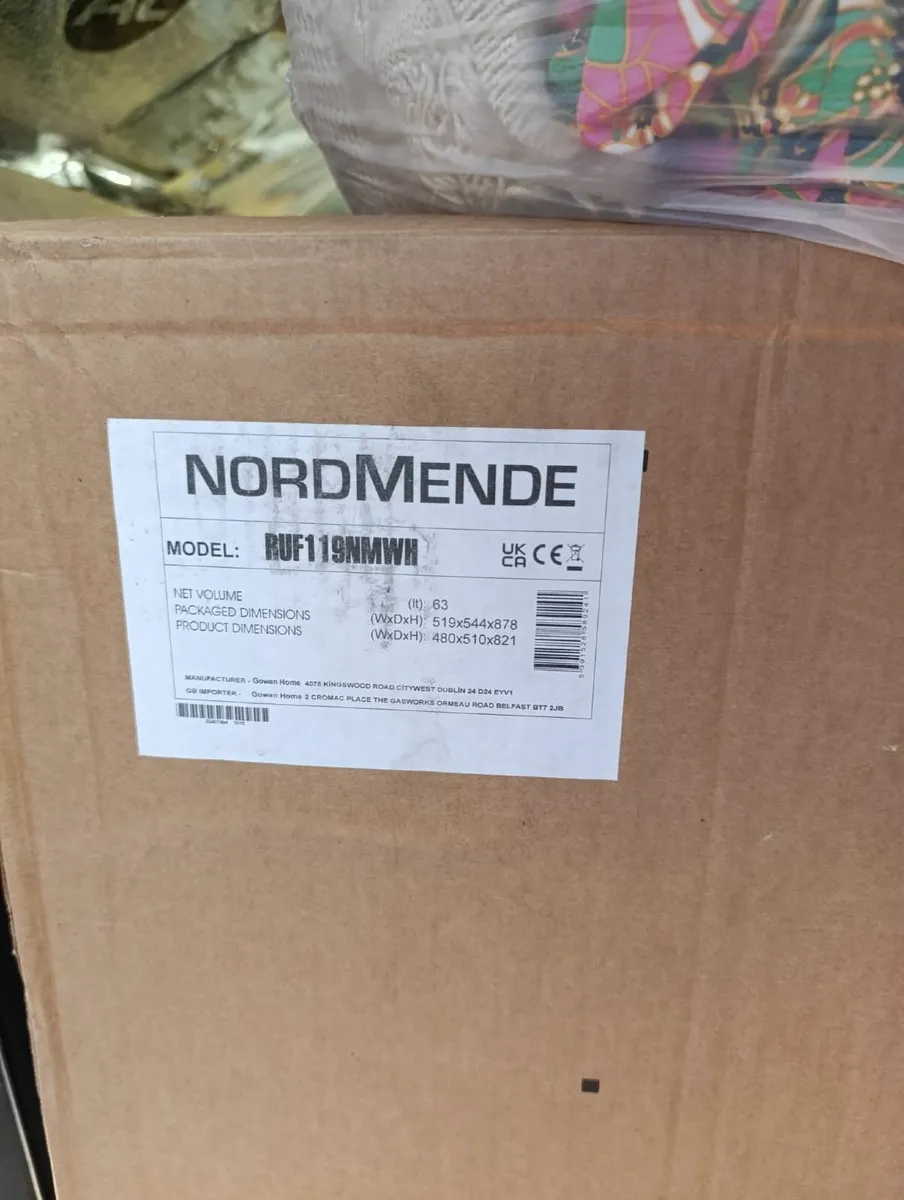 NORDMENDE
MODEL: RUF119NMWH UK CA CE
NET VOLUME (lt): 63
PACKAGED DIMENSIONS (WxDxH): 519x544x878
PRODUCT DIMENSIONS (WxDxH): 480x510x821
MANUFACTURER - Gowan Home 4075 KINGSWOOD ROAD CITYWEST DUBLIN 24 D24 EYV1
GB IMPORTER - Gowan Home 2 CROMAC PLACE THE GASWORKS ORMEAU ROAD BELFAST BT7 2JB